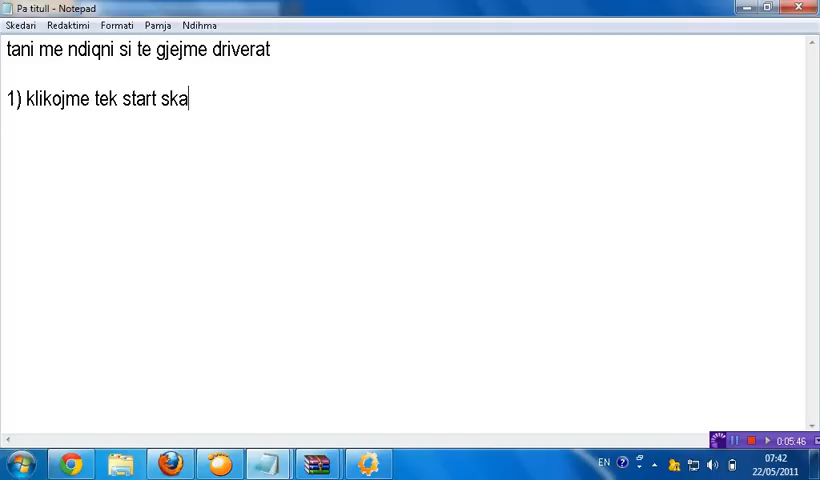 Pa titull - Notepad
Skedari Redaktimi Formati Pamja Ndihma
tani me ndiqni si te gjejme driverat
1) klikojme tek start ska
0:05:46
EN
07:42
22/05/2011